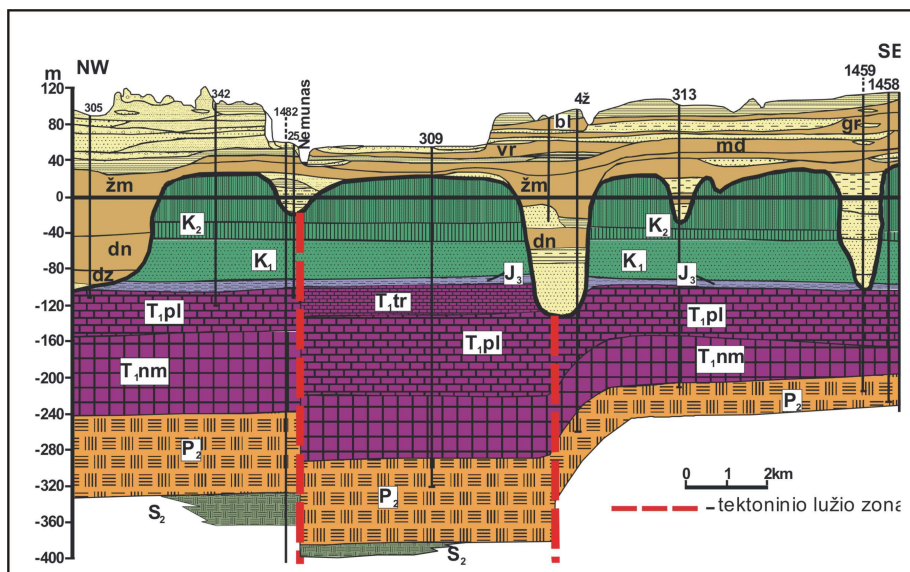 NW
SE
m
120
80
40
0
-40
-80
-120
-160
-200
-240
-280
-320
-360
-400
305
342
1482
25
Nemunas
309
4ž
313
1459
1458
bl
gr
vr
md
žm
žm
dn
dn
dz
K₂
K₂
K₁
K₁
J₃
J₃
T₁pl
T₁tr
T₁pl
T₁pl
T₁nm
T₁nm
P₂
P₂
P₂
S₂
S₂
0 1 2km
–tektoninio lužio zona